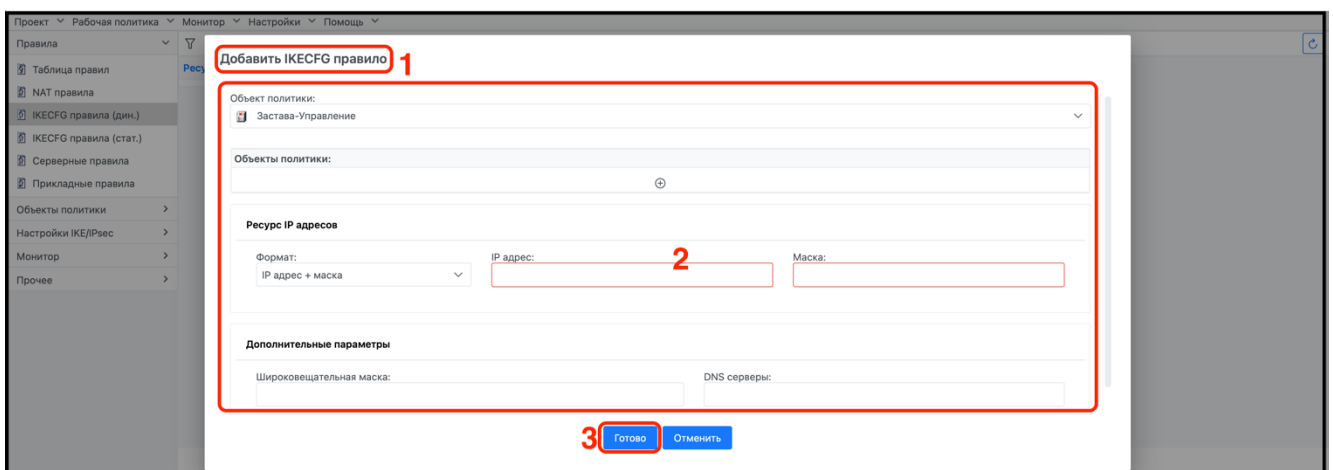 Проект Рабочая политика Монитор Настройки Помощь
Правила
Таблица правил
NAT правила
IKECFG правила (дин.)
IKECFG правила (стат.)
Серверные правила
Прикладные правила
Объекты политики
Настройки IKE/IPsec
Монитор
Прочее
Ресу
Добавить IKECFG правило 1
Объект политики:
Застава-Управление
Объекты политики:
Ресурс IP адресов
Формат: IP адрес: Маска:
IP адрес + маска
2
Дополнительные параметры
Широковещательная маска: DNS серверы:
3 Готово Отменить